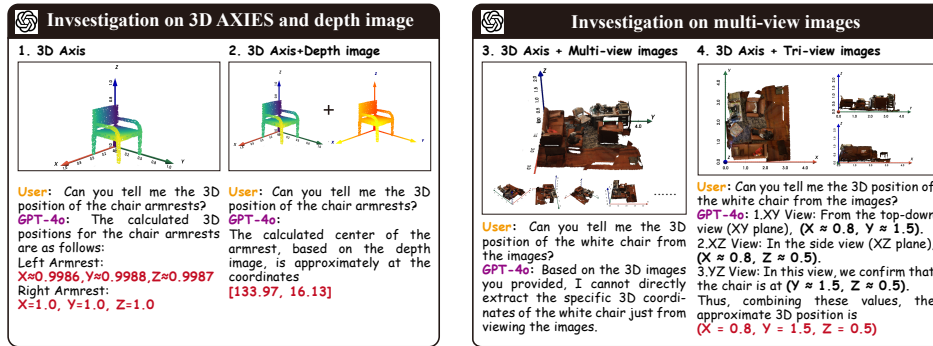 Invsestigation on 3D AXIES and depth image
1. 3D Axis
2. 3D Axis+Depth image
+
User: Can you tell me the 3D
position of the chair armrests?
GPT-4o: The calculated 3D
positions for the chair armrests
are as follows:
Left Armrest:
X≈0.9986,Y≈0.9988,Z≈0.9987
Right Armrest:
X=1.0, Y=1.0, Z=1.0
User: Can you tell me the 3D
position of the chair armrests?
GPT-4o:
The calculated center of the
armrest, based on the depth
image, is approximately at the
coordinates
[133.97, 16.13]
Invsestigation on multi-view images
3. 3D Axis + Multi-view images
4. 3D Axis + Tri-view images
......
User: Can you tell me the 3D
position of the white chair from
the images?
GPT-4o: Based on the 3D images
you provided, I cannot directly
extract the specific 3D coordi-
nates of the white chair just from
viewing the images.
User: Can you tell me the 3D position of
the white chair from the images?
GPT-4o: 1.XY View: From the top-down
view (XY plane), (X ≈ 0.8, Y ≈ 1.5).
2.XZ View: In the side view (XZ plane),
(X ≈ 0.8, Z ≈ 0.5).
3.YZ View: In this view, we confirm that
the chair is at (Y ≈ 1.5, Z ≈ 0.5).
Thus, combining these values, the
approximate 3D position is
(X = 0.8, Y = 1.5, Z = 0.5)